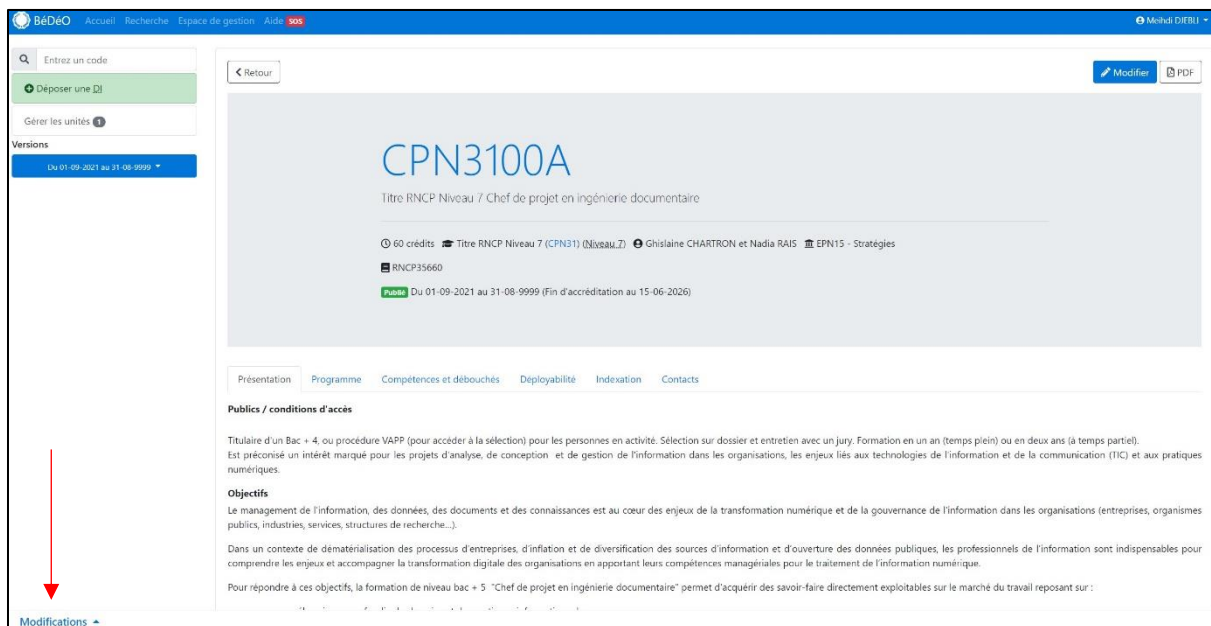 BéDéO Accueil Recherche Espace de gestion Aide SOS Meihdi DJEBLI
Entrez un code
Déposer une DI
Gérer les unités 1
Versions
Du 01-09-2021 au 31-08-9999
Retour
Modifier PDF
CPN3100A
Titre RNCP Niveau 7 Chef de projet en ingénierie documentaire
60 crédits Titre RNCP Niveau 7 (CPN31) (Niveau 7) Ghislaine CHARTRON et Nadia RAIS EPN15 - Stratégies
RNCP35660
Publié Du 01-09-2021 au 31-08-9999 (Fin d'accréditation au 15-06-2026)
Présentation Programme Compétences et débouchés Déployabilité Indexation Contacts
Publics / conditions d'accès
Titulaire d'un Bac + 4, ou procédure VAPP (pour accéder à la sélection) pour les personnes en activité. Sélection sur dossier et entretien avec un jury. Formation en un an (temps plein) ou en deux ans (à temps partiel).
Est préconisé un intérêt marqué pour les projets d'analyse, de conception et de gestion de l'information dans les organisations, les enjeux liés aux technologies de l'information et de la communication (TIC) et aux pratiques
numériques.
Objectifs
Le management de l'information, des données, des documents et des connaissances est au cœur des enjeux de la transformation numérique et de la gouvernance de l'information dans les organisations (entreprises, organismes
publics, industries, services, structures de recherche...).
Dans un contexte de dématérialisation des processus d'entreprises, d'inflation et de diversification des sources d'information et d'ouverture des données publiques, les professionnels de l'information sont indispensables pour
comprendre les enjeux et accompagner la transformation digitale des organisations en apportant leurs compétences managériales pour le traitement de l'information numérique.
Pour répondre à ces objectifs, la formation de niveau bac + 5 "Chef de projet en ingénierie documentaire" permet d'acquérir des savoir-faire directement exploitables sur le marché du travail reposant sur :
Modifications